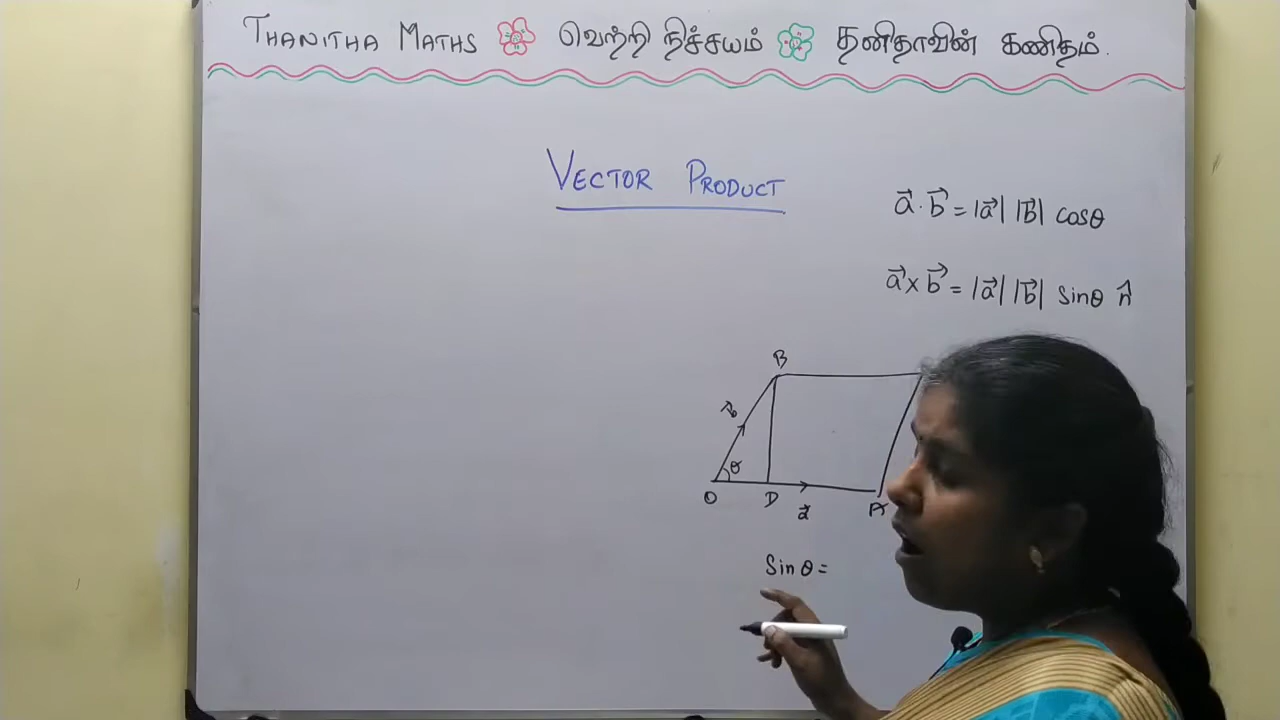 THANITHA MATHS வெற்றி நிச்சயம் தனிதாவின் கணிதம்.
VECTOR PRODUCT
a⃗ . b⃗ = |a⃗| |b⃗| cosθ
a⃗ x b⃗ = |a⃗| |b⃗| sinθ n̂
B
b⃗
θ
O D a⃗ A
Sin θ =